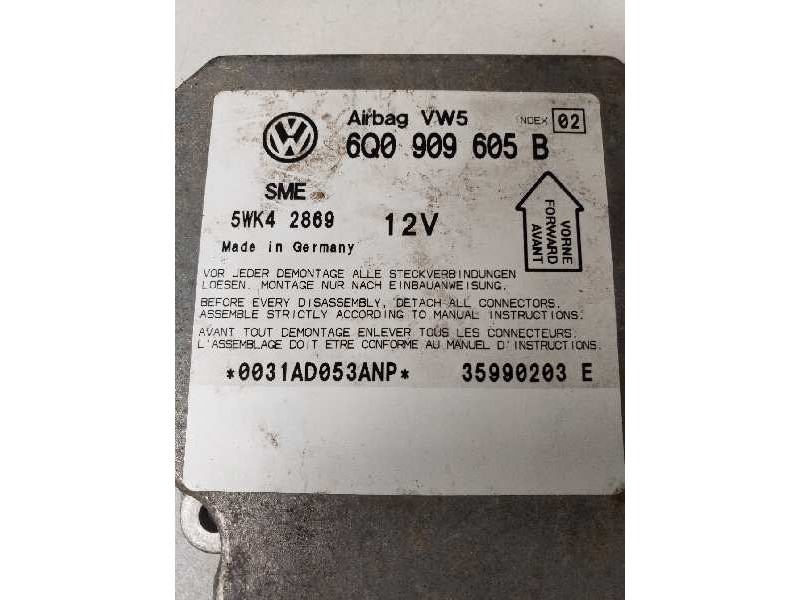 Airbag VW5 INDEX 02
6Q0 909 605 B
SME
5WK4 2869 12V
Made in Germany
VORNE
FORWARD
AVANT
VOR JEDER DEMONTAGE ALLE STECKVERBINDUNGEN
LOESEN. MONTAGE NUR NACH EINBAUANWEISUNG.
BEFORE EVERY DISASSEMBLY, DETACH ALL CONNECTORS.
ASSEMBLE STRICTLY ACCORDING TO MANUAL INSTRUCTIONS.
AVANT TOUT DEMONTAGE ENLEVER TOUS LES CONNECTEURS.
L'ASSEMBLAGE DOIT ETRE CONFORME AU MANUEL D'INSTRUCTIONS.
*0031AD053ANP* 35990203 E